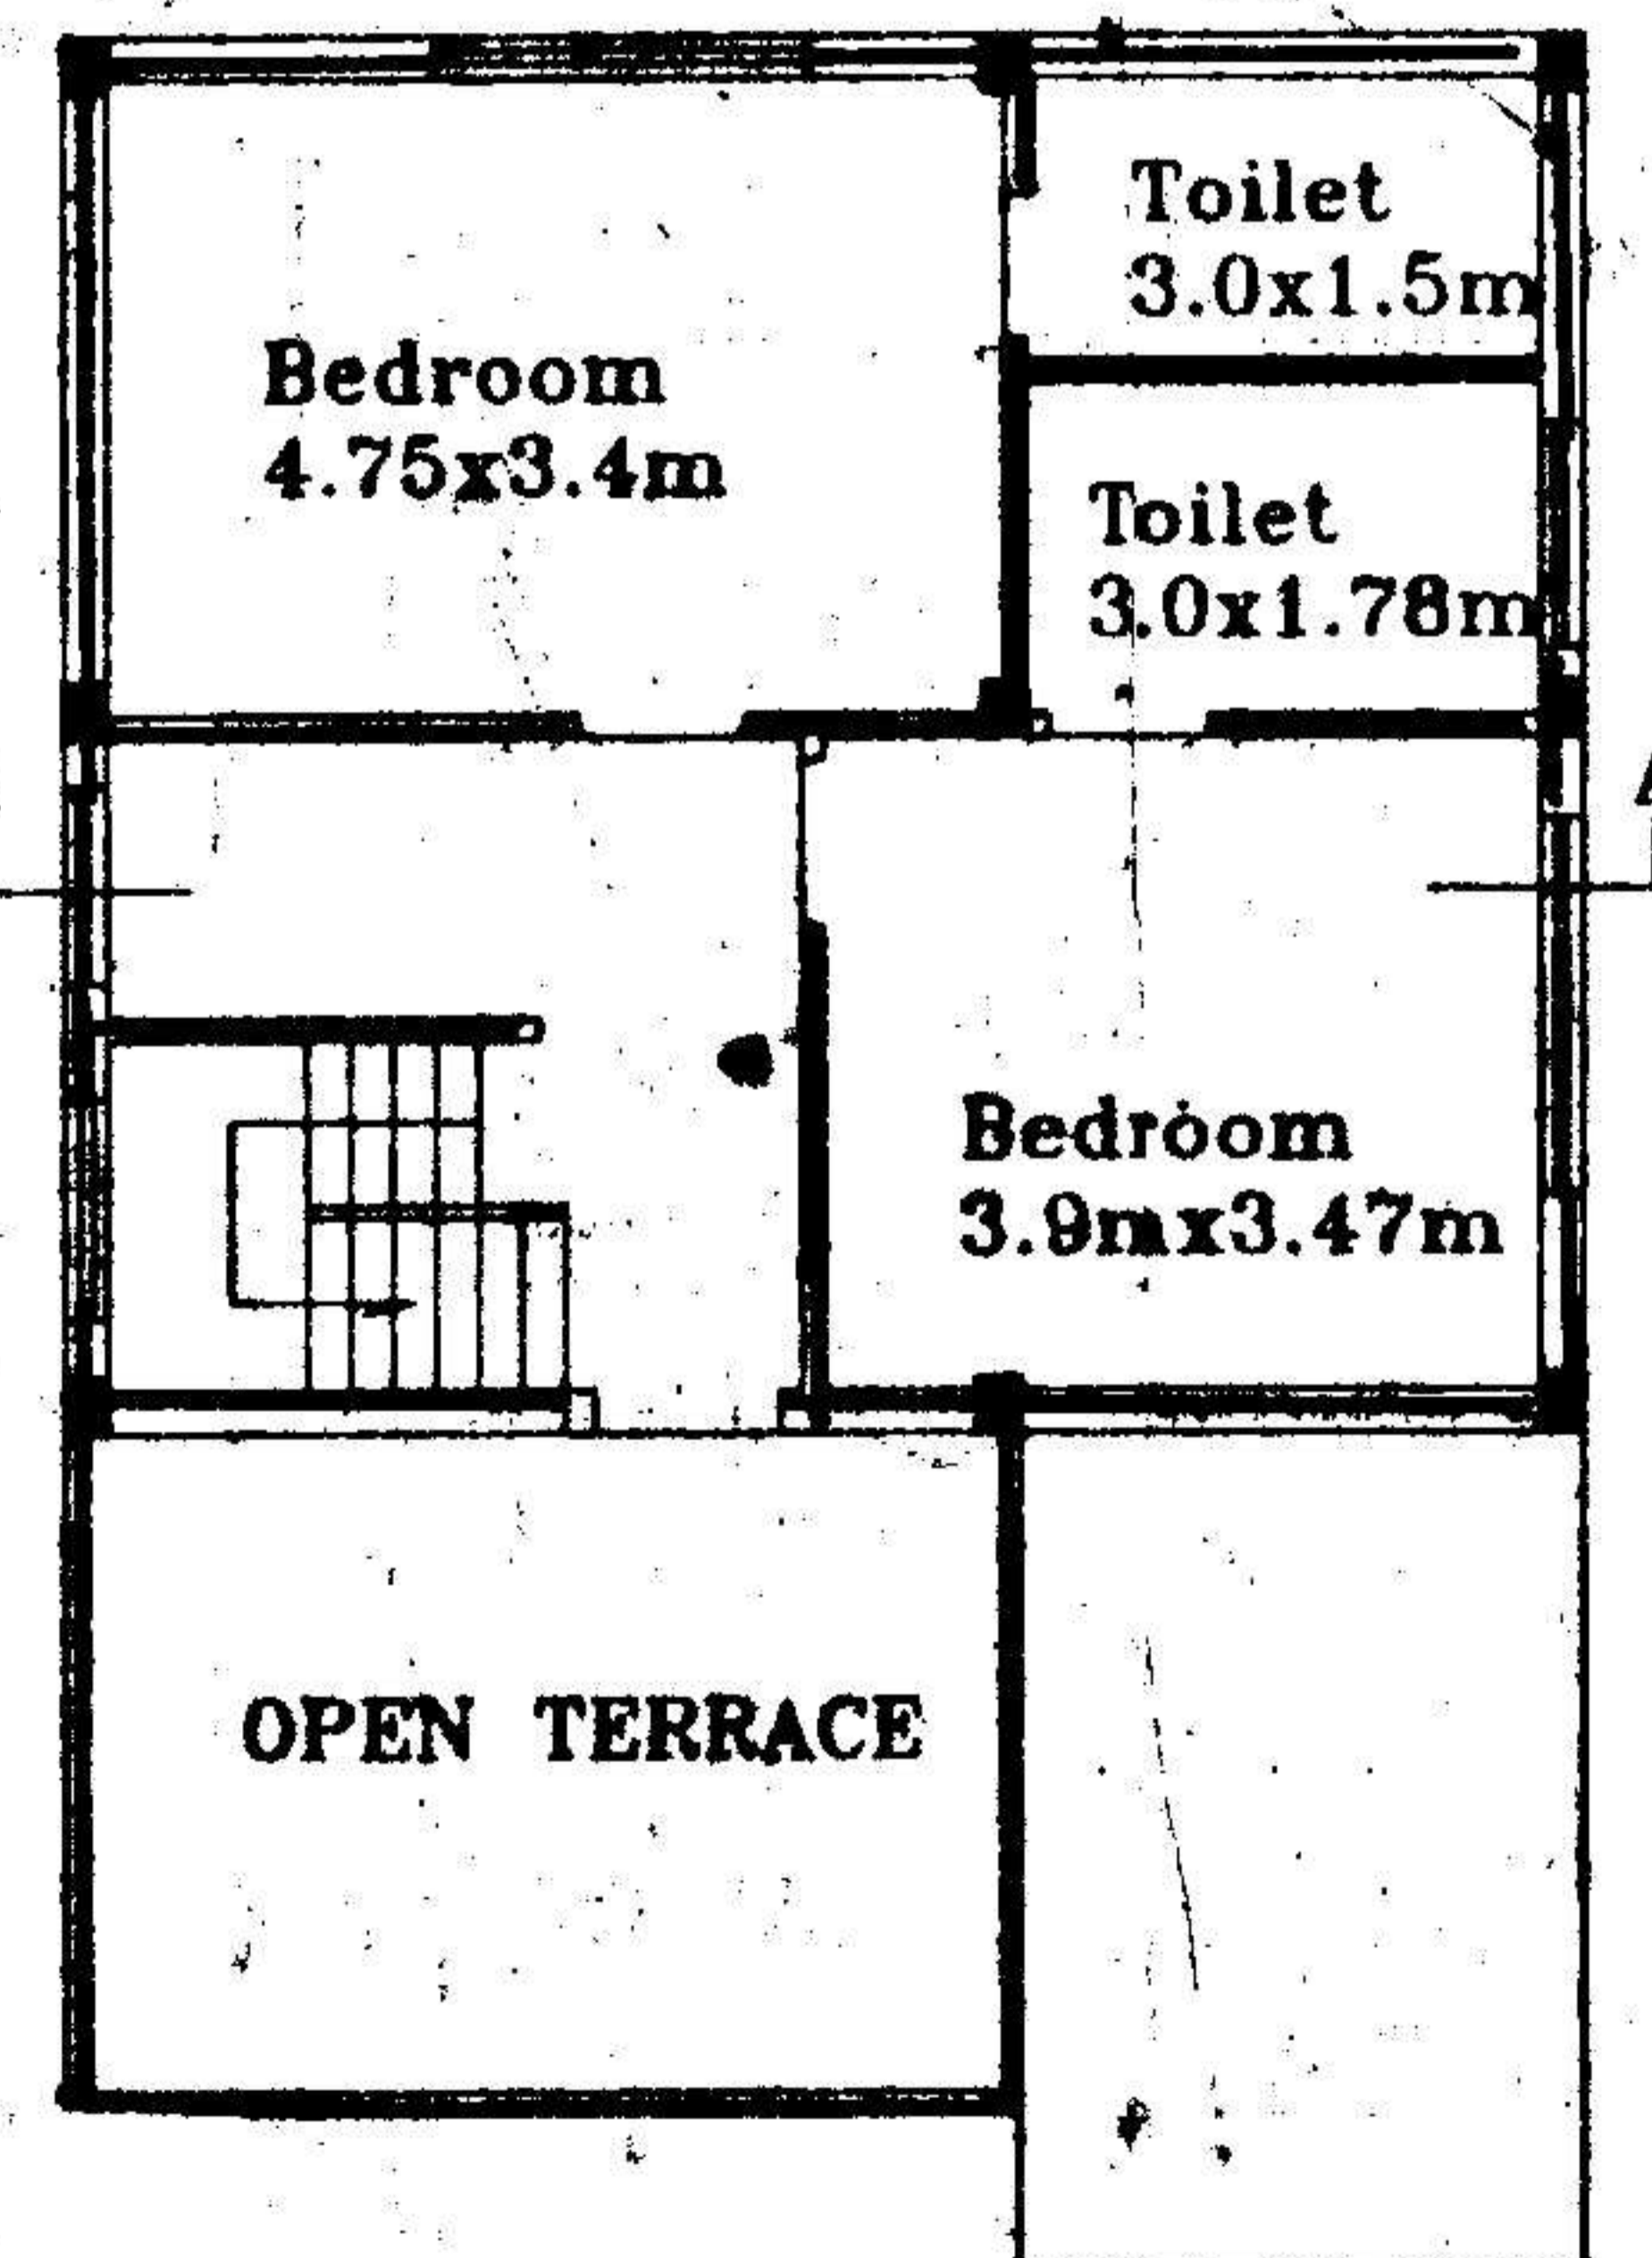 Toilet
3.0x1.5m
Bedroom
4.75x3.4m
Toilet
3.0x1.78m
Bedroom
3.9mx3.47m
OPEN TERRACE